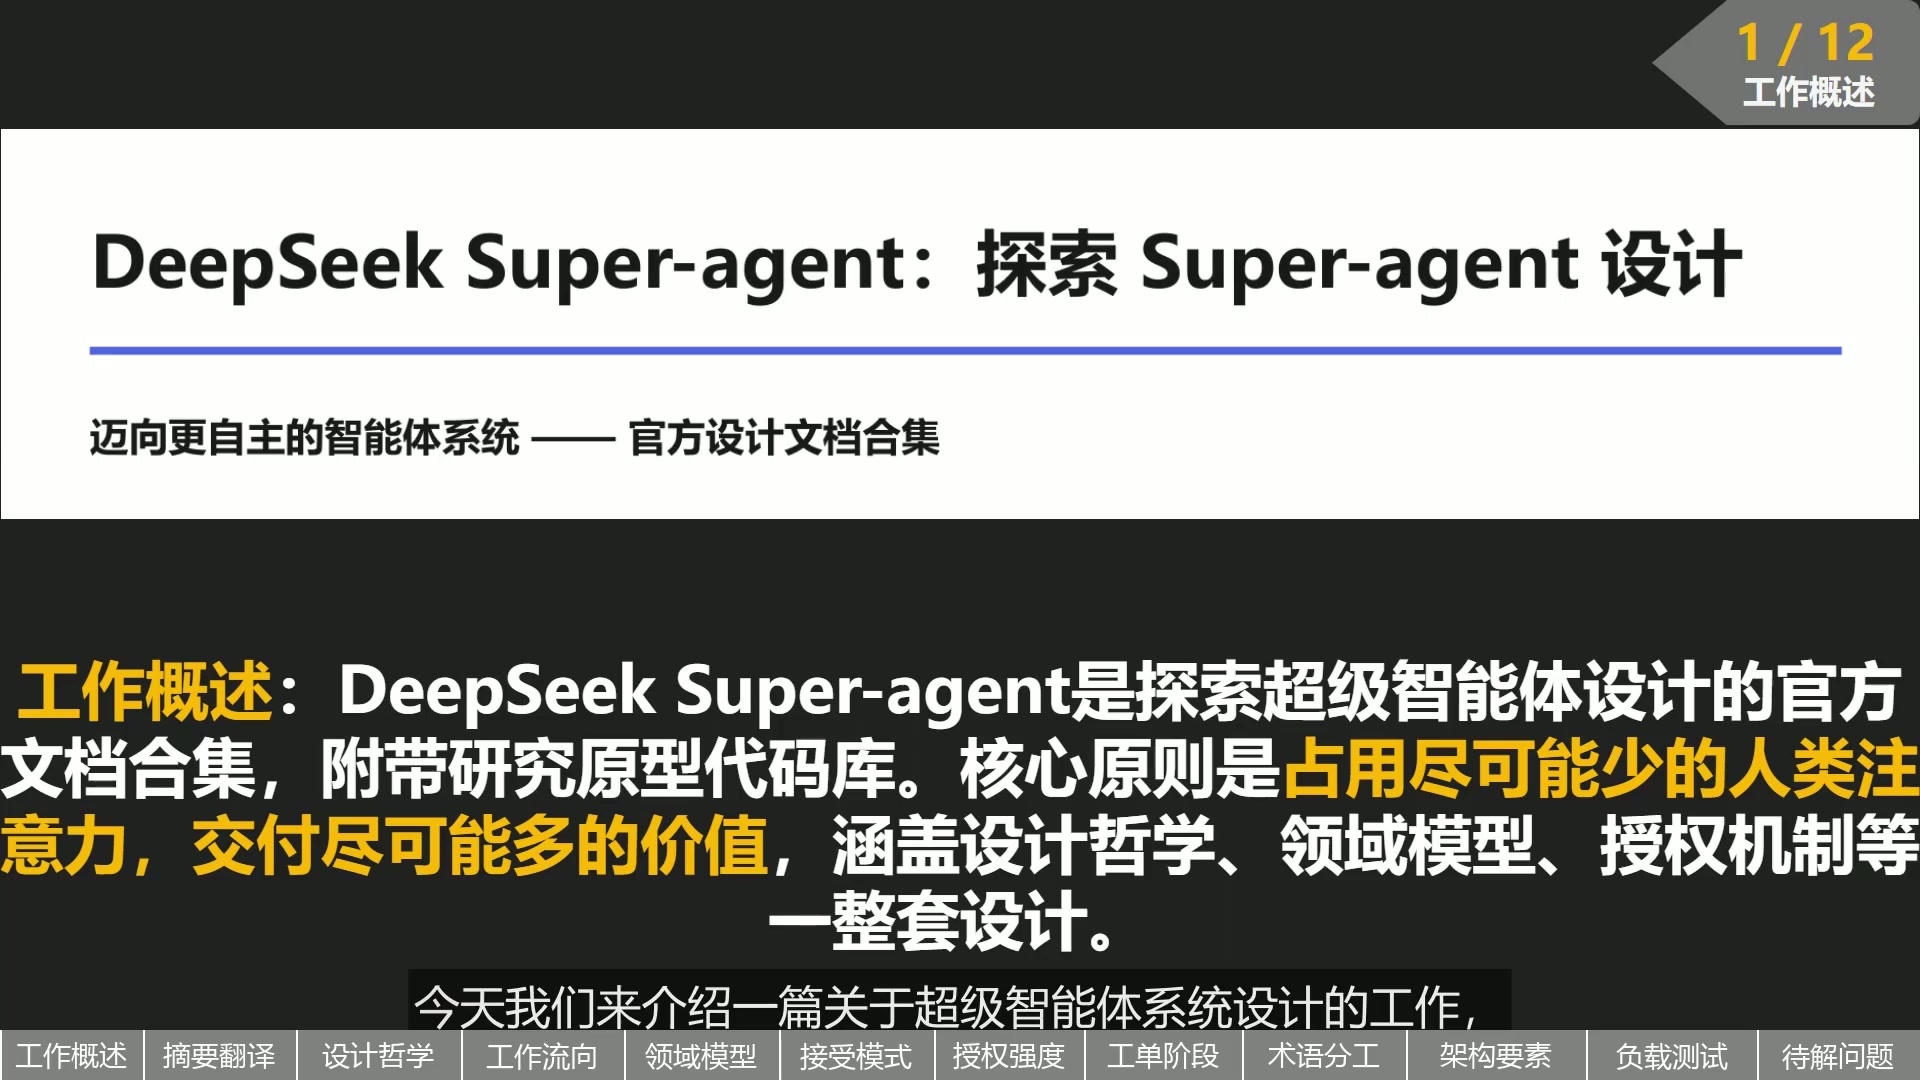 1 / 12
工作概述
DeepSeek Super-agent：探索 Super-agent 设计
迈向更自主的智能体系统 —— 官方设计文档合集
工作概述：DeepSeek Super-agent是探索超级智能体设计的官方
文档合集，附带研究原型代码库。核心原则是占用尽可能少的人类注
意力，交付尽可能多的价值，涵盖设计哲学、领域模型、授权机制等
一整套设计。
今天我们来介绍一篇关于超级智能体系统设计的工作，
工作概述 摘要翻译 设计哲学 工作流向 领域模型 接受模式 授权强度 工单阶段 术语分工 架构要素 负载测试 待解问题